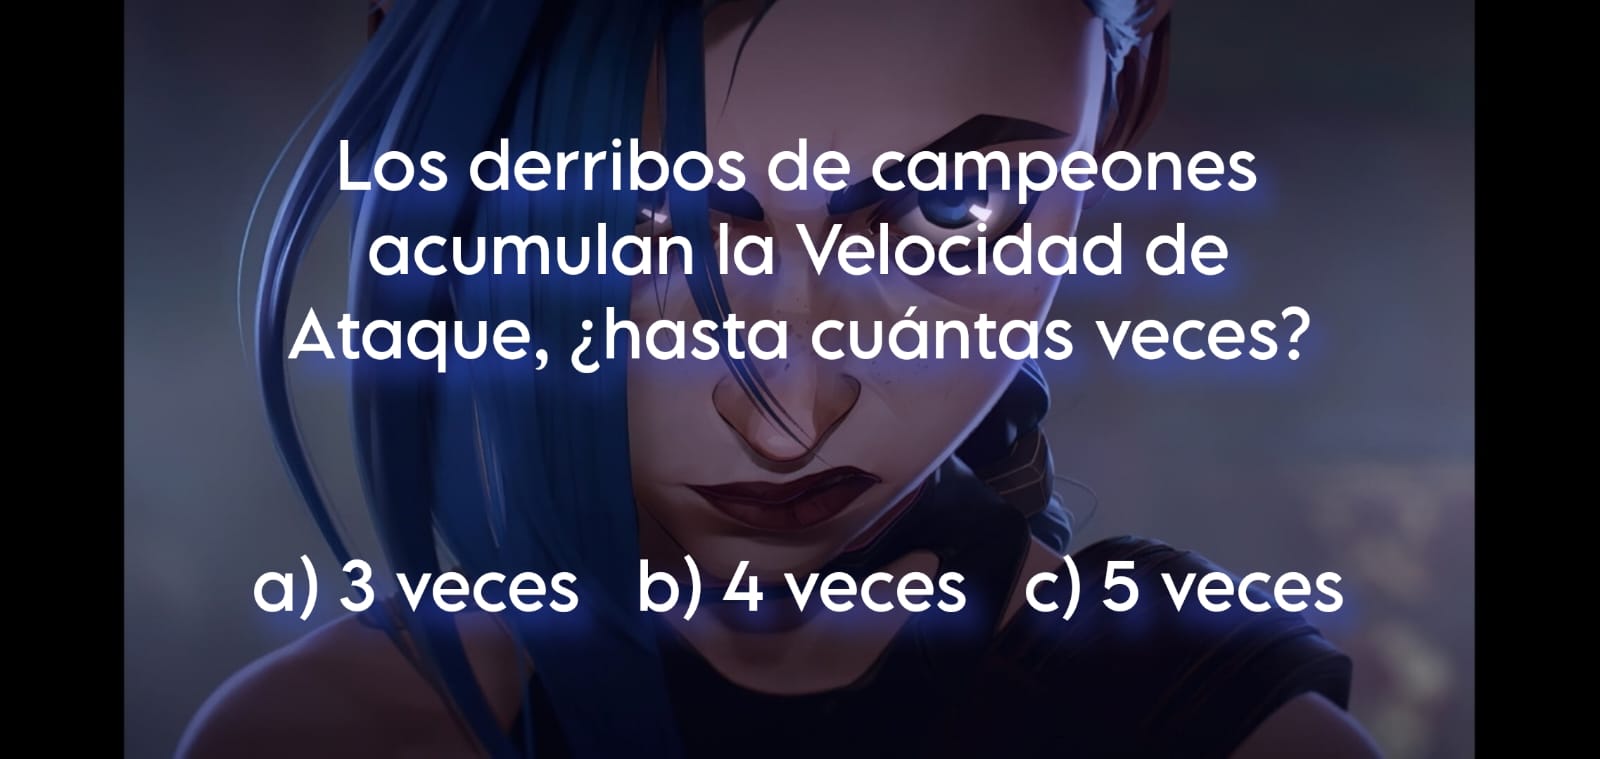 Los derribos de campeones
acumulan la Velocidad de
Ataque, ¿hasta cuántas veces?
a) 3 veces b) 4 veces c) 5 veces